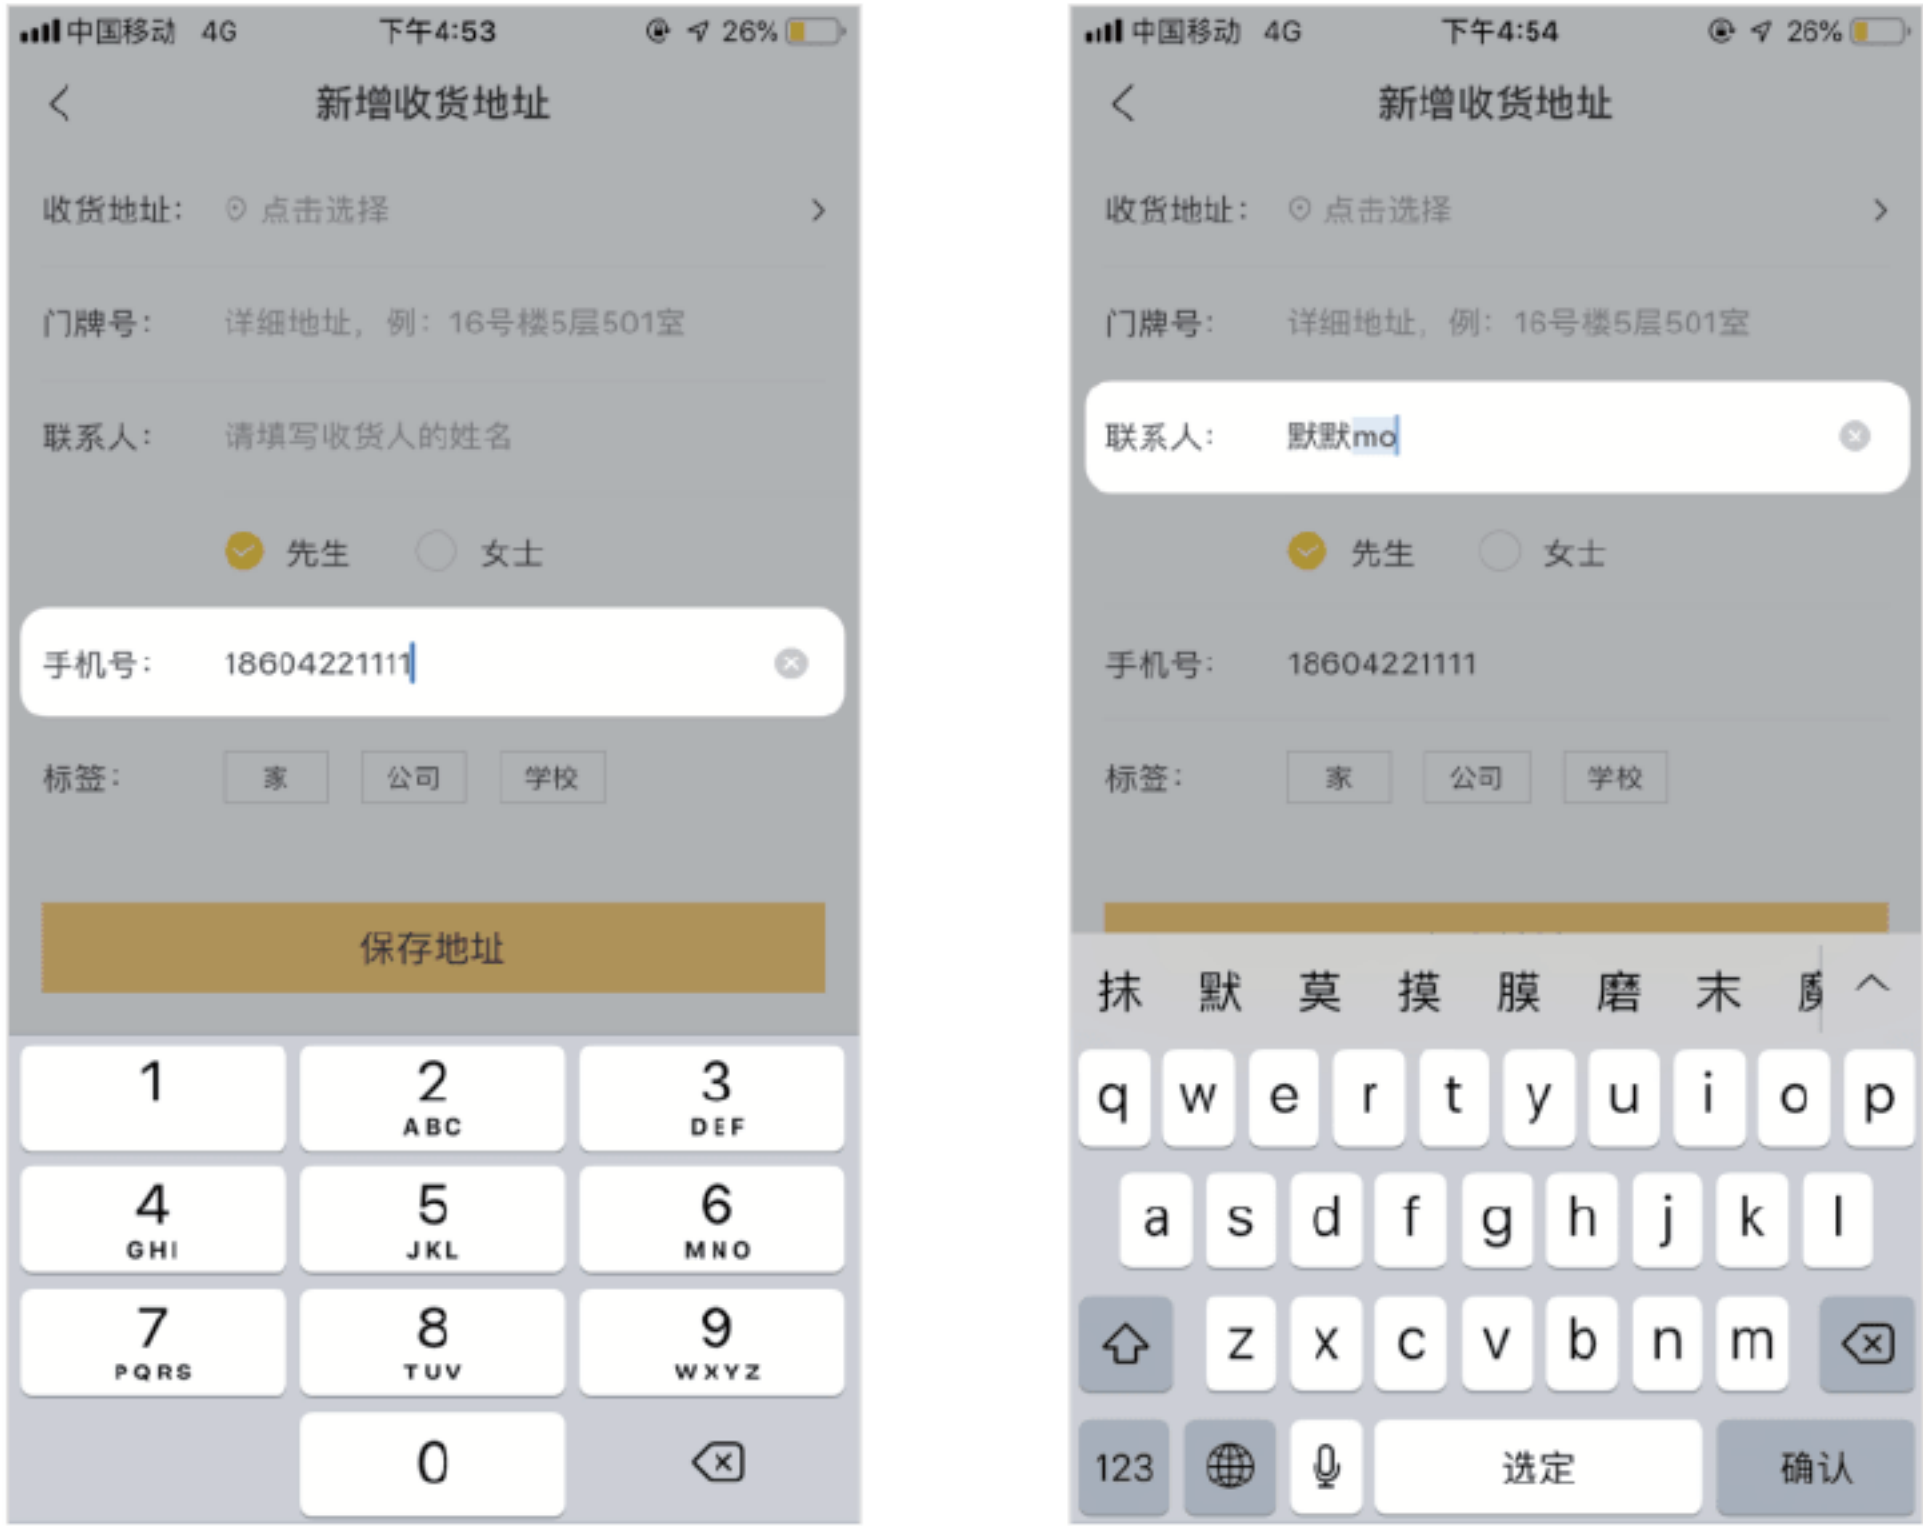 中国移动 4G 下午4:53 26%
新增收货地址
收货地址: 点击选择
门牌号: 详细地址, 例: 16号楼5层501室
联系人: 请填写收货人的姓名
先生 女士
手机号: 18604221111
标签: 家 公司 学校
保存地址
1 2 3
ABC DEF
4 5 6
GHI JKL MNO
7 8 9
PQRS TUV WXYZ
0
中国移动 4G 下午4:54 26%
新增收货地址
收货地址: 点击选择
门牌号: 详细地址, 例: 16号楼5层501室
联系人: 默默mo
先生 女士
手机号: 18604221111
标签: 家 公司 学校
抹 默 莫 摸 膜 磨 末
q w e r t y u i o p
a s d f g h j k l
z x c v b n m
123 选定 确认